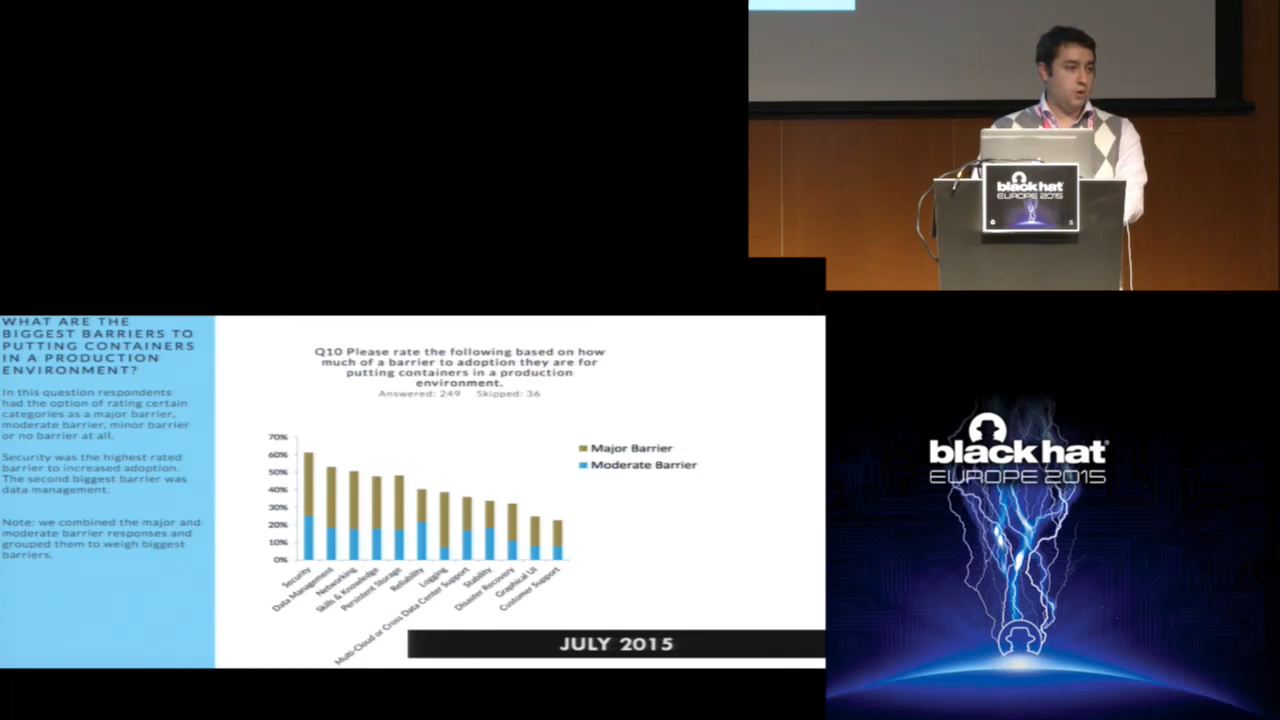 black hat
EUROPE 2015
WHAT ARE THE
BIGGEST BARRIERS TO
PUTTING CONTAINERS
IN A PRODUCTION
ENVIRONMENT?
In this question respondents
had the option of rating certain
categories as a major barrier,
moderate barrier, minor barrier
or no barrier at all.
Security was the highest rated
barrier to increased adoption.
The second biggest barrier was
data management.
Note: we combined the major and
moderate barrier responses and
grouped them to weigh biggest
barriers.
Q10 Please rate the following based on how
much of a barrier to adoption they are for
putting containers in a production
environment.
Answered: 249 Skipped: 36
70%
60%
50%
40%
30%
20%
10%
0%
Major Barrier
Moderate Barrier
Security
Data Management
Networking
Skills & Knowledge
Persistent Storage
Reliability
Logging
Multi-Cloud or Cross Data Center Support
Stability
Disaster Recovery
Graphical UI
Customer Support
JULY 2015
black hat
EUROPE 2015